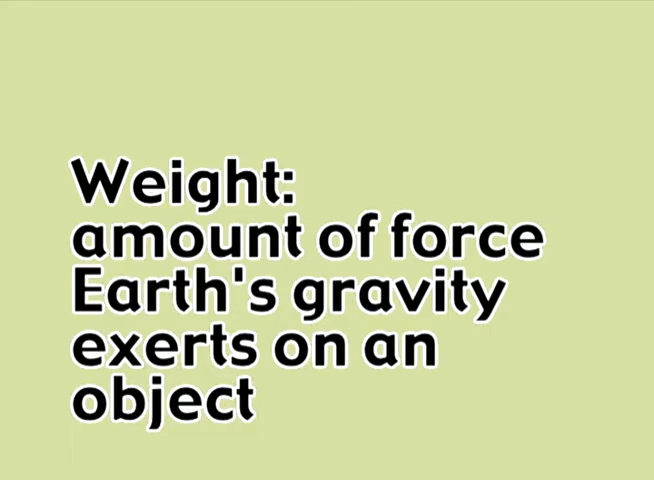 Weight:
amount of force
Earth's gravity
exerts on an
object